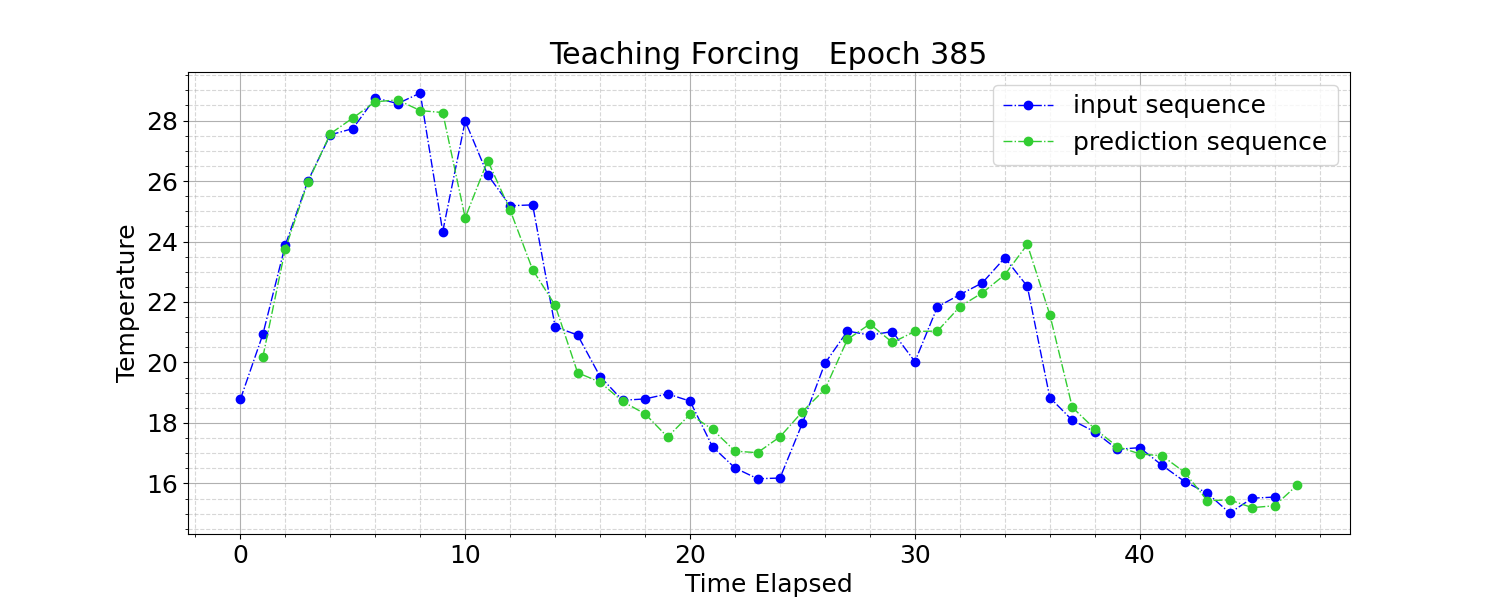 Teaching Forcing   Epoch 385
input sequence
prediction sequence
Temperature
28
26
24
22
20
18
16
0 10 20 30 40
Time Elapsed